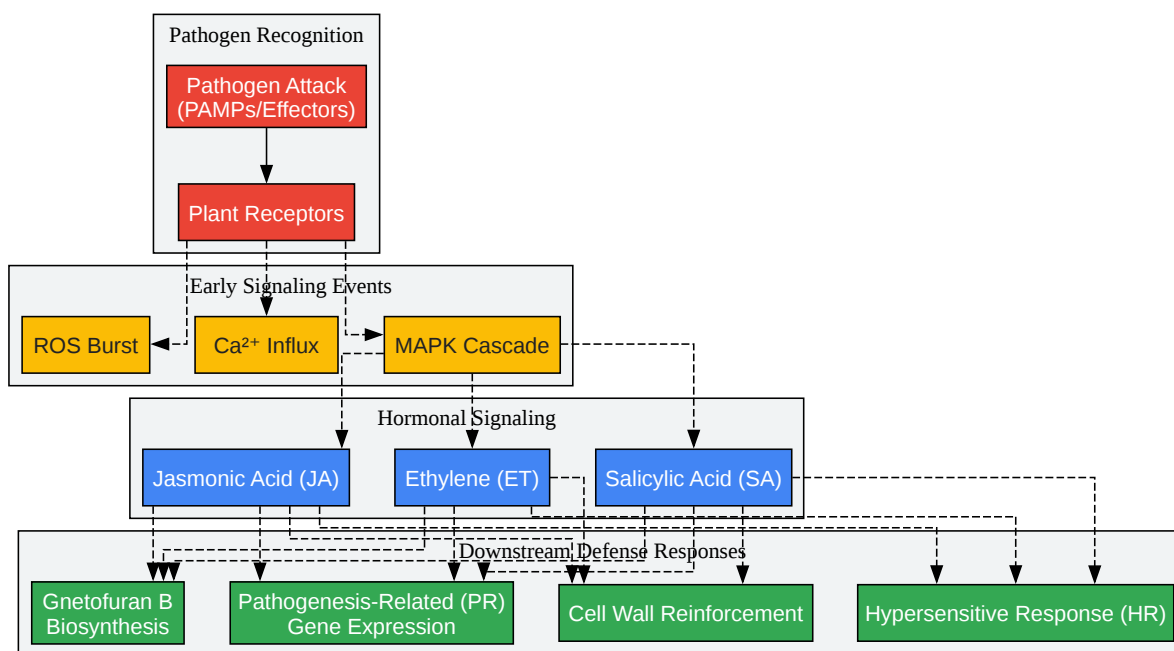 Pathogen Recognition
Pathogen Attack
(PAMPs/Effectors)
Plant Receptors
Early Signaling Events
ROS Burst
Ca²⁺ Influx
MAPK Cascade
Hormonal Signaling
Jasmonic Acid (JA)
Ethylene (ET)
Salicylic Acid (SA)
Downstream Defense Responses
Gnetofuran B
Biosynthesis
Pathogenesis-Related (PR)
Gene Expression
Cell Wall Reinforcement
Hypersensitive Response (HR)